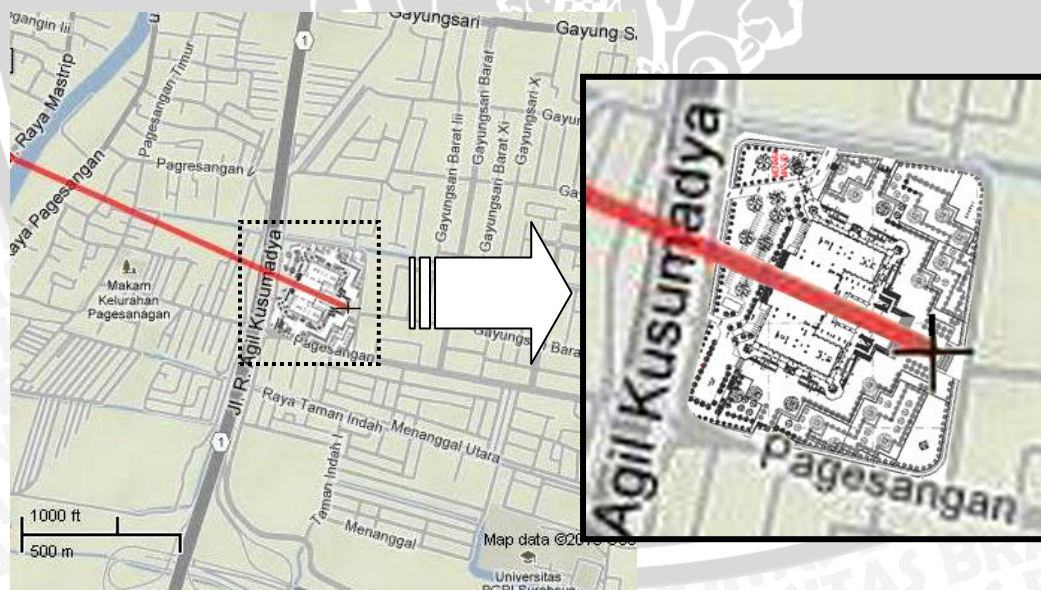 Gayungsari
Gayung S.
1
Raya Mastrip
Pagesangan Timur
Raya Pagesangan
Pagresangan
Gayungsari Barat Iii
Gayungsari Barat
Gayungsari Barat Xi
Gayungsari X
Makam
Kelurahan
Pagesanagan
Jl. R. Agil Kusumadya
Pagesangan
Raya Taman Indah
Menanggal Utara
1
Taman Indah I
Menanggal
1000 ft
500 m
Map data
Universitas
PGRI Surabaya
Agil Kusumadya
Pagesangan